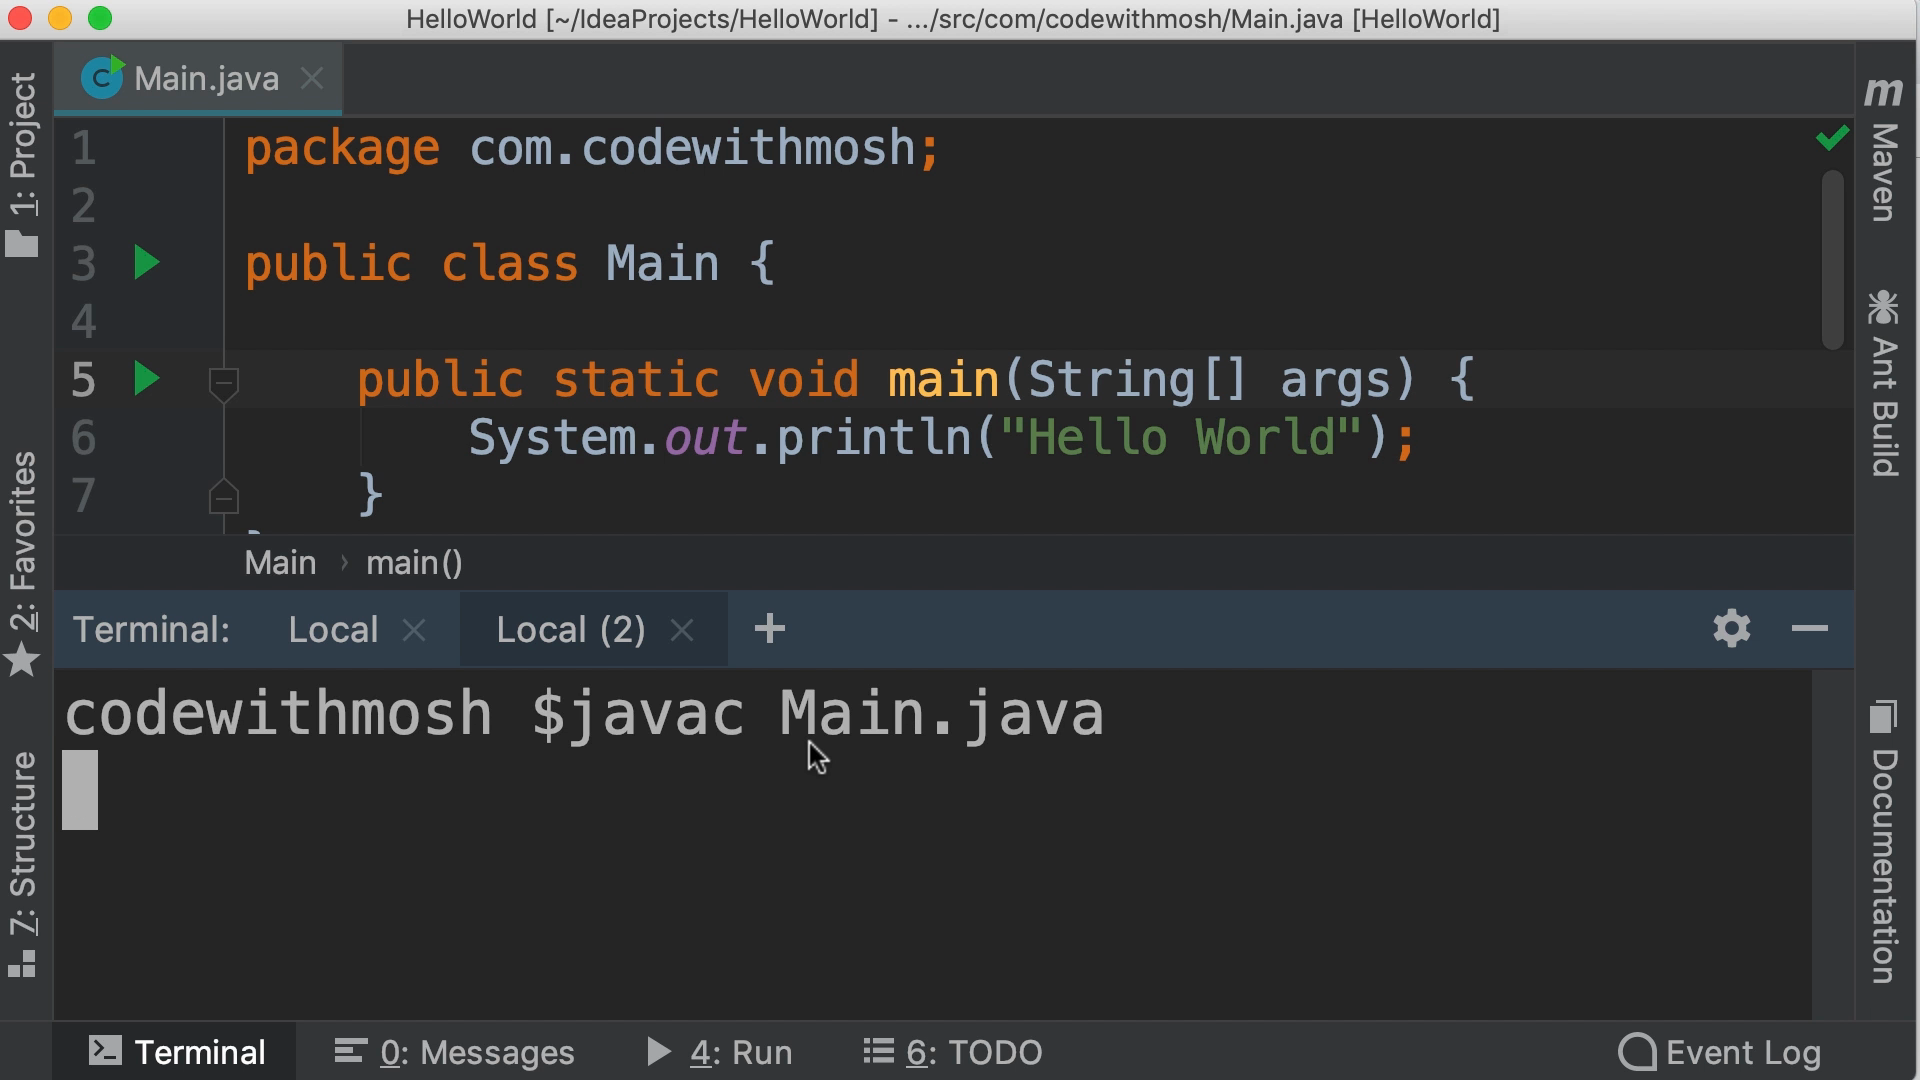 HelloWorld [~/IdeaProjects/HelloWorld] - .../src/com/codewithmosh/Main.java [HelloWorld]
Main.java
1: Project
2: Favorites
7: Structure
1 package com.codewithmosh;
2
3 public class Main {
4
5 public static void main(String[] args) {
6 System.out.println("Hello World");
7 }
Main › main()
Terminal: Local Local (2) +
codewithmosh $javac Main.java
m Maven
Ant Build
Documentation
Terminal 0: Messages 4: Run 6: TODO Event Log